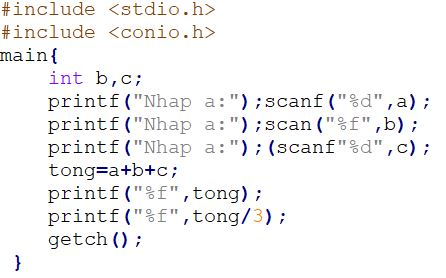 #include <stdio.h>
#include <conio.h>
main{
    int b,c;
    printf("Nhap a:");scanf("%d",a);
    printf("Nhap a:");scan("%f",b);
    printf("Nhap a:");(scanf"%d",c);
    tong=a+b+c;
    printf("%f",tong);
    printf("%f",tong/3);
    getch();
 }